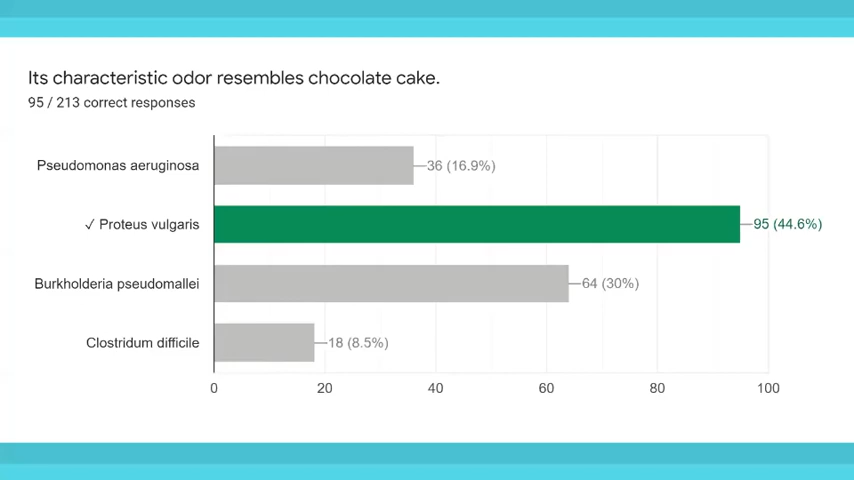 Its characteristic odor resembles chocolate cake.
95 / 213 correct responses
Pseudomonas aeruginosa
36 (16.9%)
✓ Proteus vulgaris
95 (44.6%)
Burkholderia pseudomallei
64 (30%)
Clostridum difficile
18 (8.5%)
0 20 40 60 80 100